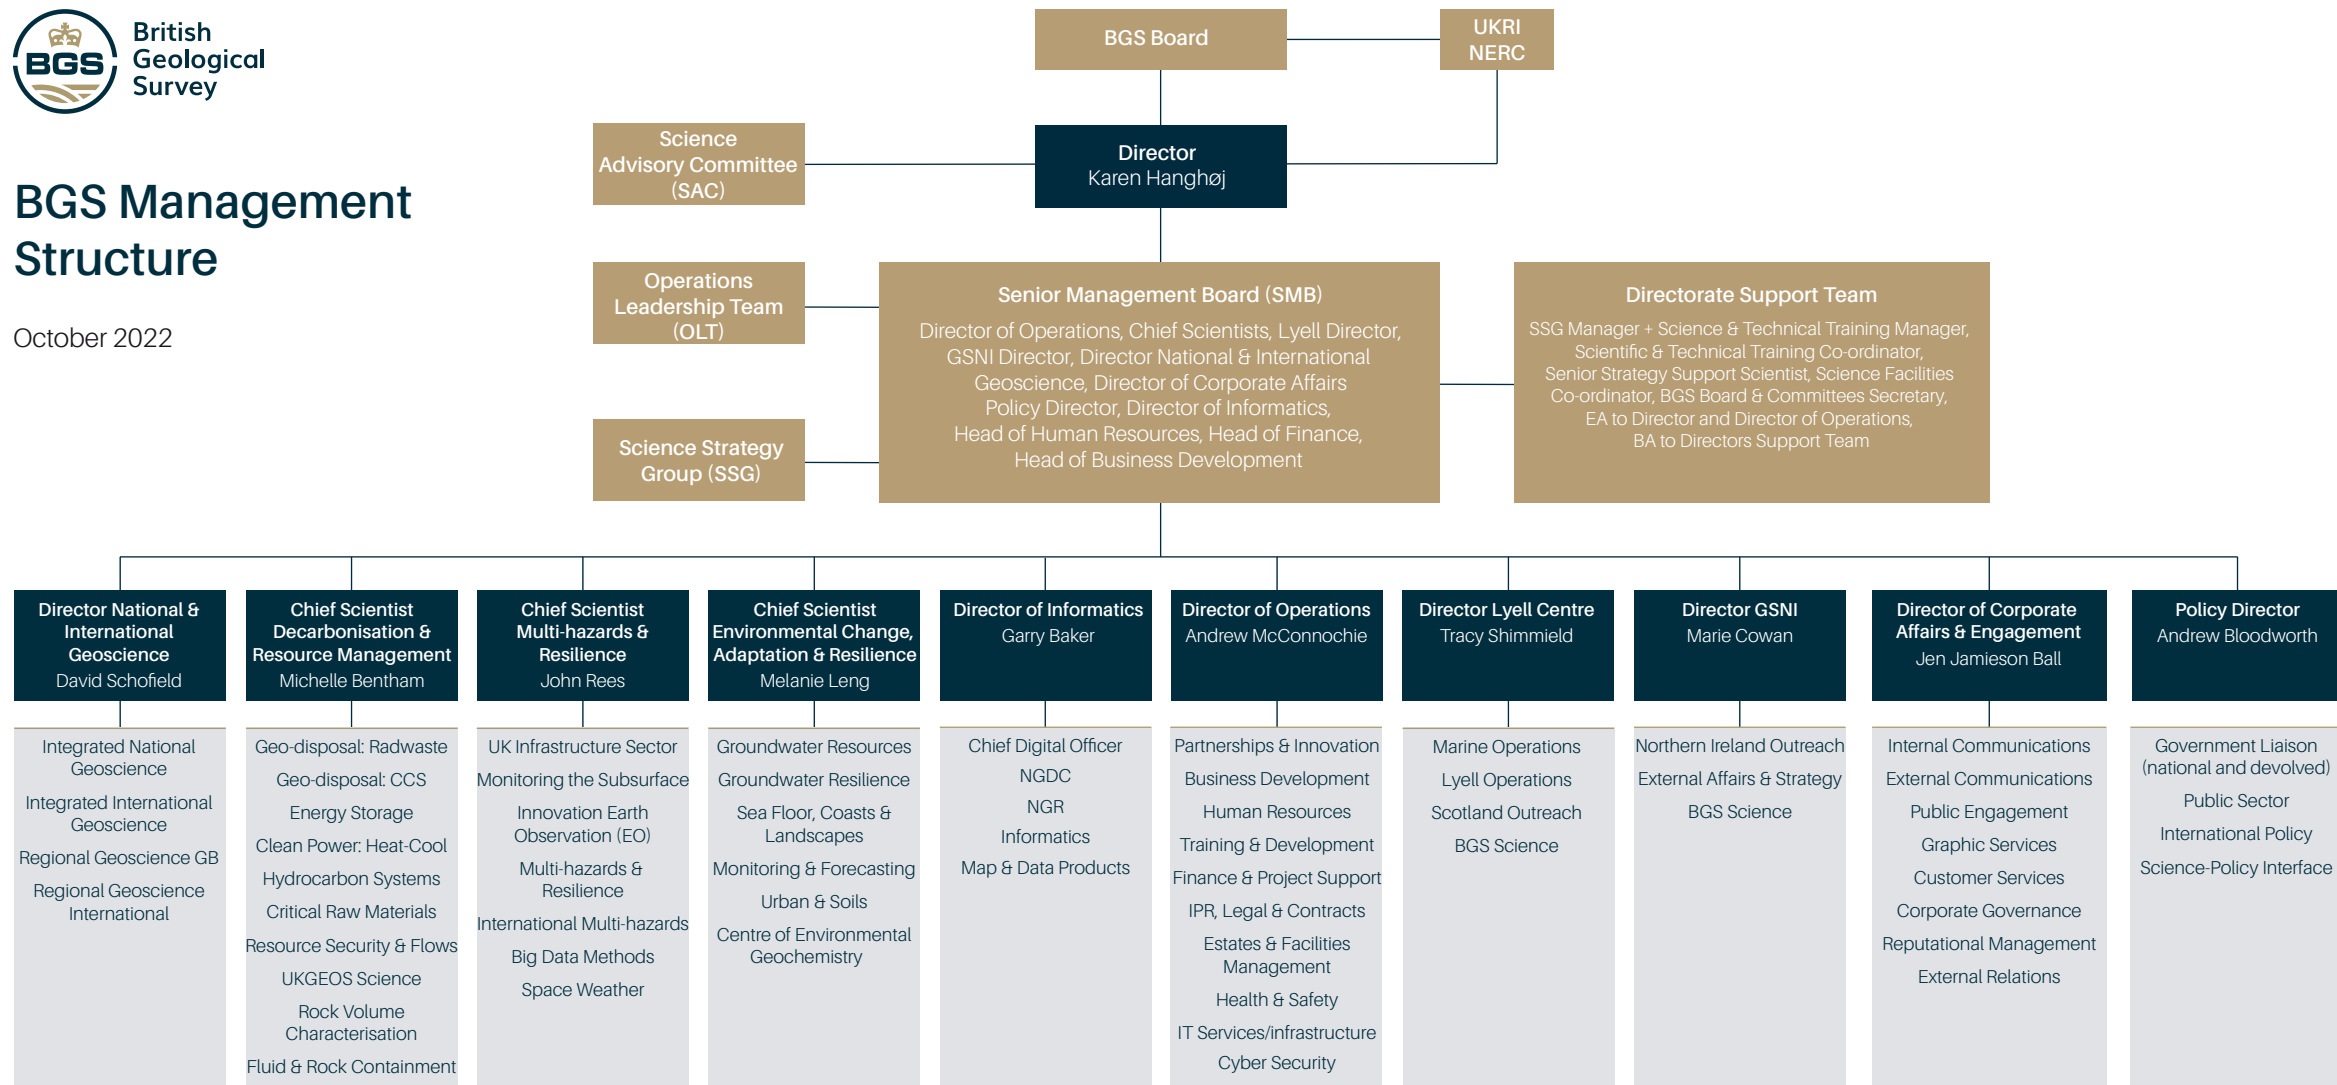 BGS
British
Geological
Survey
BGS Management
Structure
October 2022
BGS Board
UKRI
NERC
Science
Advisory Committee
(SAC)
Director
Karen Hanghøj
Operations
Leadership Team
(OLT)
Science Strategy
Group (SSG)
Senior Management Board (SMB)
Director of Operations, Chief Scientists, Lyell Director,
GSNI Director, Director National & International
Geoscience, Director of Corporate Affairs
Policy Director, Director of Informatics,
Head of Human Resources, Head of Finance,
Head of Business Development
Directorate Support Team
SSG Manager + Science & Technical Training Manager,
Scientific & Technical Training Co-ordinator,
Senior Strategy Support Scientist, Science Facilities
Co-ordinator, BGS Board & Committees Secretary,
EA to Director and Director of Operations,
BA to Directors Support Team
Director National &
International
Geoscience
David Schofield
Integrated National
Geoscience
Integrated International
Geoscience
Regional Geoscience GB
Regional Geoscience
International
Chief Scientist
Decarbonisation &
Resource Management
Michelle Bentham
Geo-disposal: Radwaste
Geo-disposal: CCS
Energy Storage
Clean Power: Heat-Cool
Hydrocarbon Systems
Critical Raw Materials
Resource Security & Flows
UKGEOS Science
Rock Volume
Characterisation
Fluid & Rock Containment
Chief Scientist
Multi-hazards &
Resilience
John Rees
UK Infrastructure Sector
Monitoring the Subsurface
Innovation Earth
Observation (EO)
Multi-hazards &
Resilience
International Multi-hazards
Big Data Methods
Space Weather
Chief Scientist
Environmental Change,
Adaptation & Resilience
Melanie Leng
Groundwater Resources
Groundwater Resilience
Sea Floor, Coasts &
Landscapes
Monitoring & Forecasting
Urban & Soils
Centre of Environmental
Geochemistry
Director of Informatics
Garry Baker
Chief Digital Officer
NGDC
NGR
Informatics
Map & Data Products
Director of Operations
Andrew McConnochie
Partnerships & Innovation
Business Development
Human Resources
Training & Development
Finance & Project Support
IPR, Legal & Contracts
Estates & Facilities
Management
Health & Safety
IT Services/infrastructure
Cyber Security
Director Lyell Centre
Tracy Shimmield
Marine Operations
Lyell Operations
Scotland Outreach
BGS Science
Director GSNI
Marie Cowan
Northern Ireland Outreach
External Affairs & Strategy
BGS Science
Director of Corporate
Affairs & Engagement
Jen Jamieson Ball
Internal Communications
External Communications
Public Engagement
Graphic Services
Customer Services
Corporate Governance
Reputational Management
External Relations
Policy Director
Andrew Bloodworth
Government Liaison
(national and devolved)
Public Sector
International Policy
Science-Policy Interface